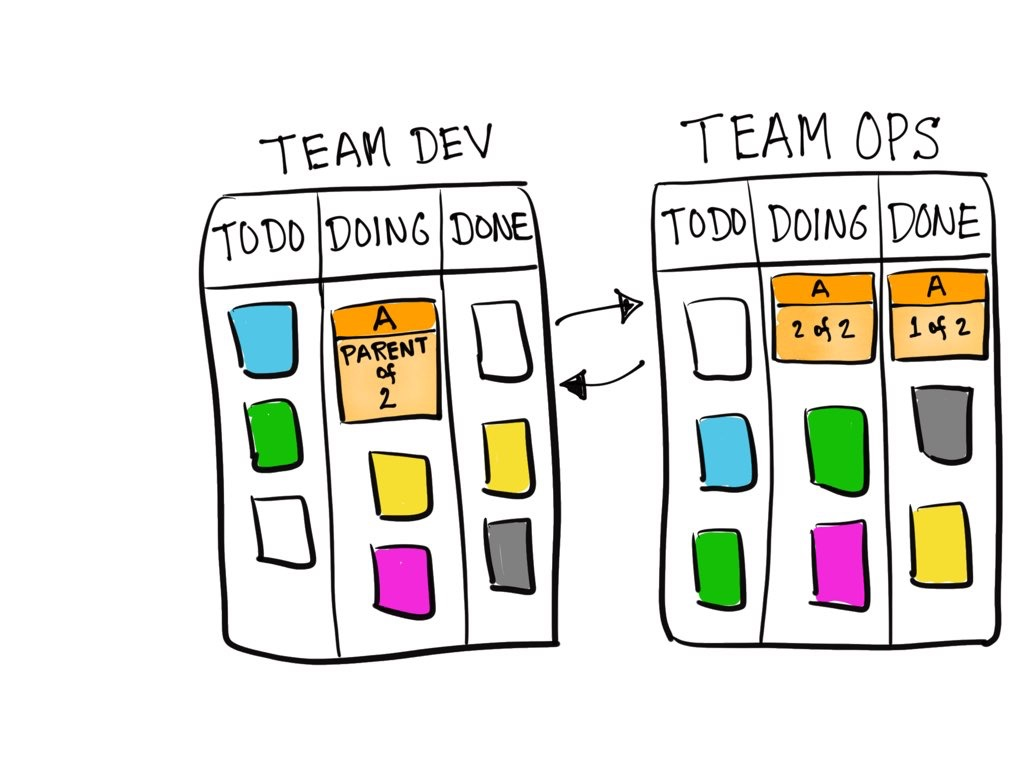 TEAM DEV
TODO DOING DONE
A
PARENT
of
2
TEAM OPS
TODO DOING DONE
A
2 of 2
A
1 of 2